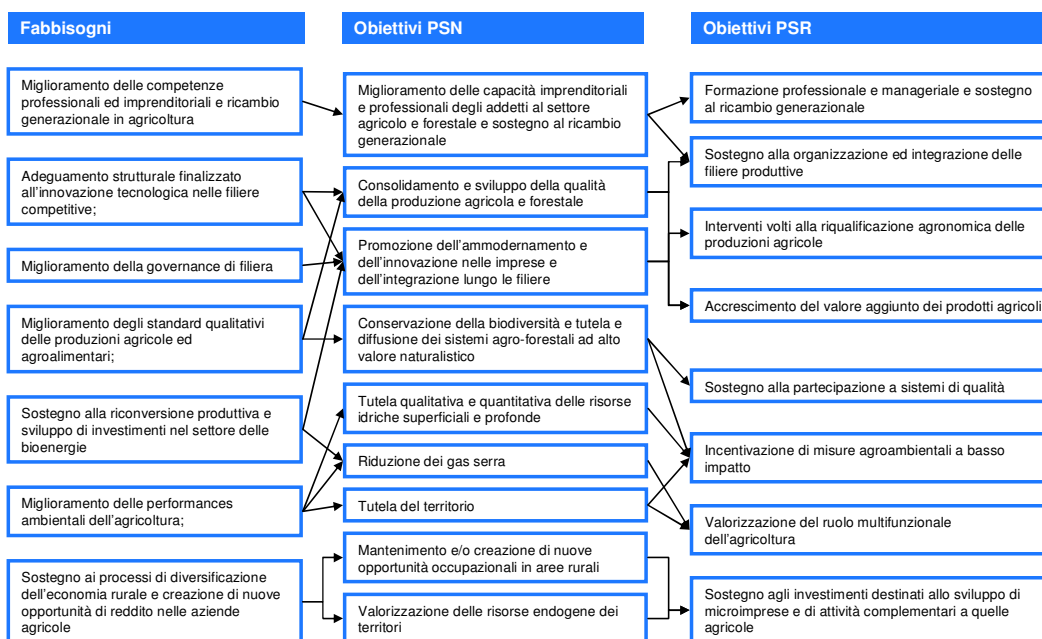 Fabbisogni
Obiettivi PSN
Obiettivi PSR
Miglioramento delle competenze
professionali ed imprenditoriali e ricambio
generazionale in agricoltura
Adeguamento strutturale finalizzato
all'innovazione tecnologica nelle filiere
competitive;
Miglioramento della governance di filiera
Miglioramento degli standard qualitativi
delle produzioni agricole ed
agroalimentari;
Sostegno alla riconversione produttiva e
sviluppo di investimenti nel settore delle
bioenergie
Miglioramento delle performances
ambientali dell'agricoltura;
Sostegno ai processi di diversificazione
dell'economia rurale e creazione di nuove
opportunità di reddito nelle aziende
agricole
Miglioramento delle capacità imprenditoriali
e professionali degli addetti al settore
agricolo e forestale e sostegno al ricambio
generazionale
Consolidamento e sviluppo della qualità
della produzione agricola e forestale
Promozione dell'ammodernamento e
dell'innovazione nelle imprese e
dell'integrazione lungo le filiere
Conservazione della biodiversità e tutela e
diffusione dei sistemi agro-forestali ad alto
valore naturalistico
Tutela qualitativa e quantitativa delle risorse
idriche superficiali e profonde
Riduzione dei gas serra
Tutela del territorio
Mantenimento e/o creazione di nuove
opportunità occupazionali in aree rurali
Valorizzazione delle risorse endogene dei
territori
Formazione professionale e manageriale e sostegno
al ricambio generazionale
Sostegno alla organizzazione ed integrazione delle
filiere produttive
Interventi volti alla riqualificazione agronomica delle
produzioni agricole
Accrescimento del valore aggiunto dei prodotti agricoli
Sostegno alla partecipazione a sistemi di qualità
Incentivazione di misure agroambientali a basso
impatto
Valorizzazione del ruolo multifunzionale
dell'agricoltura
Sostegno agli investimenti destinati allo sviluppo di
microimprese e di attività complementari a quelle
agricole